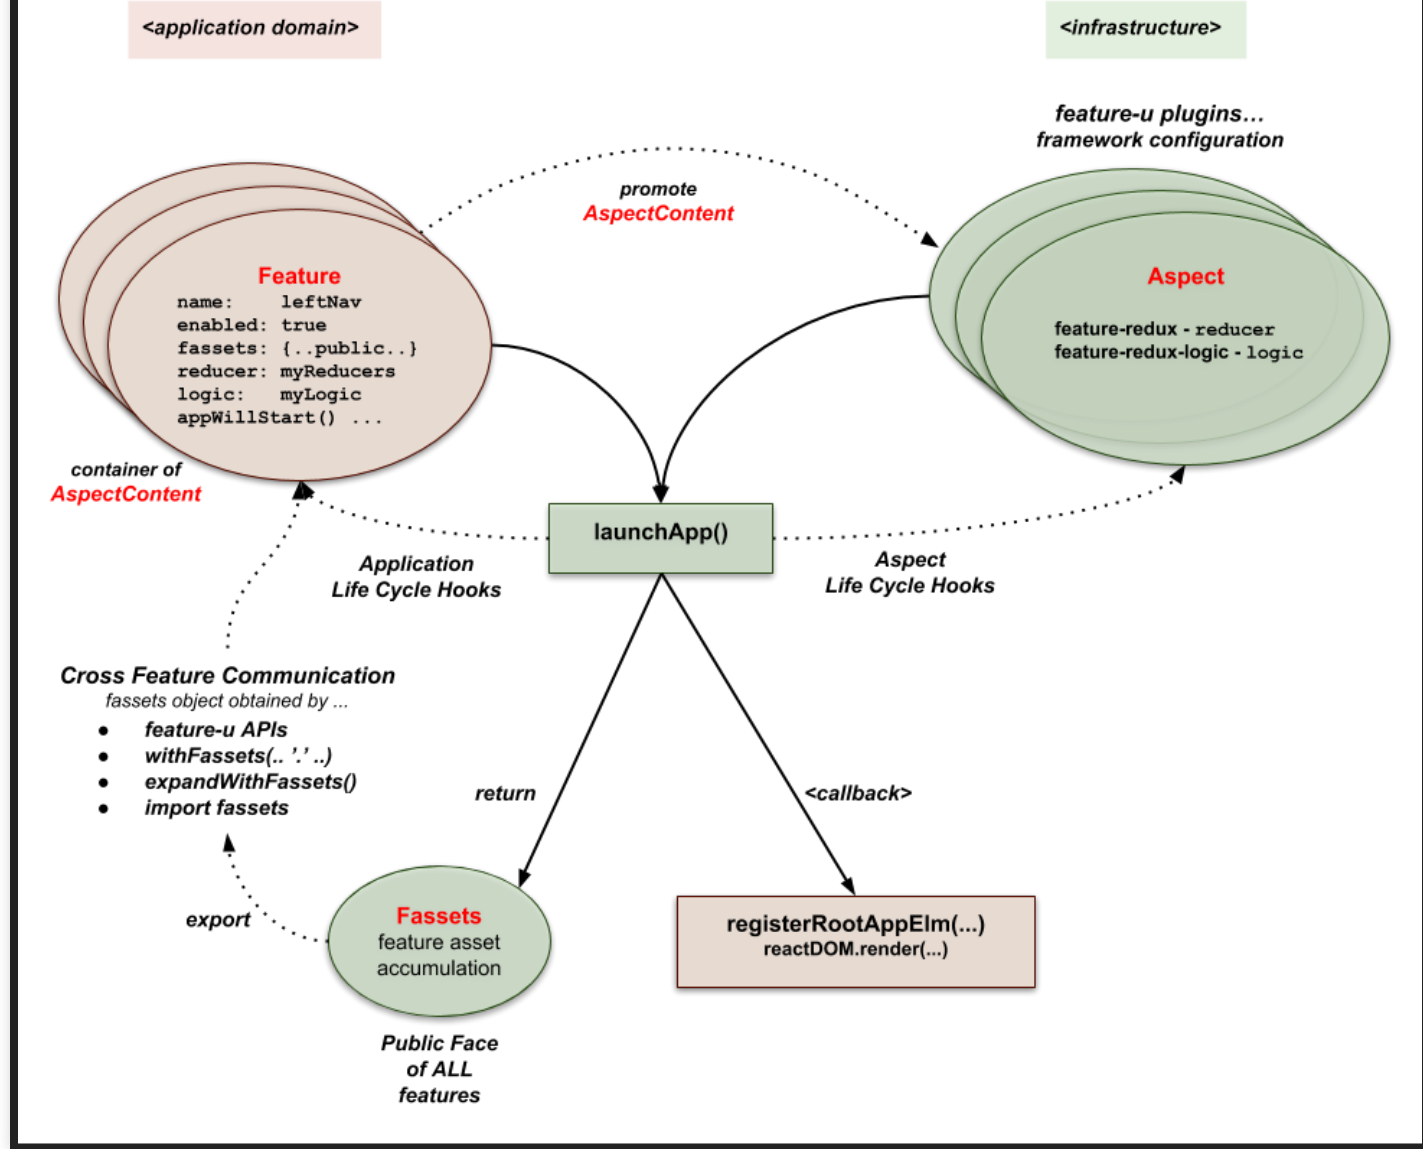 <application domain>
<infrastructure>
feature-u plugins...
framework configuration
promote
AspectContent
Feature
name:    leftNav
enabled: true
fassets: {..public..}
reducer: myReducers
logic:   myLogic
appWillStart() ...
Aspect
feature-redux - reducer
feature-redux-logic - logic
container of
AspectContent
launchApp()
Application
Life Cycle Hooks
Aspect
Life Cycle Hooks
Cross Feature Communication
fassets object obtained by ...
● feature-u APIs
● withFassets(.. '.' ..)
● expandWithFassets()
● import fassets
return
<callback>
export
Fassets
feature asset
accumulation
registerRootAppElm(...)
reactDOM.render(...)
Public Face
of ALL
features